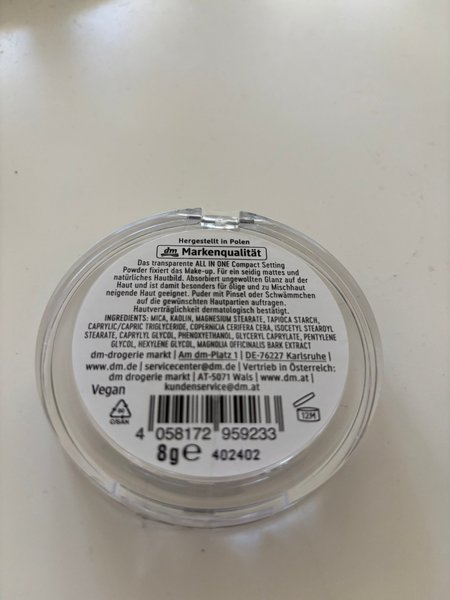 Hergestellt in Polen
dm Markenqualität
Das transparente ALL IN ONE Compact Setting
Powder fixiert das Make-up. Für ein seidig mattes und
natürliches Hautbild. Absorbiert ungewollten Glanz auf der
Haut und ist damit besonders für ölige und zu Mischhaut
neigende Haut geeignet. Puder mit Pinsel oder Schwämmchen
auf die gewünschten Hautpartien auftragen.
Hautverträglichkeit dermatologisch bestätigt.
INGREDIENTS: MICA, KAOLIN, MAGNESIUM STEARATE, TAPIOCA STARCH,
CAPRYLIC/CAPRIC TRIGLYCERIDE, COPERNICIA CERIFERA CERA, ISOCETYL STEAROYL
STEARATE, CAPRYLYL GLYCOL, PHENOXYETHANOL, GLYCERYL CAPRYLATE, PENTYLENE
GLYCOL, HEXYLENE GLYCOL, MAGNOLIA OFFICINALIS BARK EXTRACT
dm-drogerie markt | Am dm-Platz 1 | DE-76227 Karlsruhe |
www.dm.de | servicecenter@dm.de | Vertrieb in Österreich:
dm drogerie markt | AT-5071 Wals | www.dm.at |
kundenservice@dm.at
Vegan
90
C/SAN
12M
4 058172 959233
8g e 402402